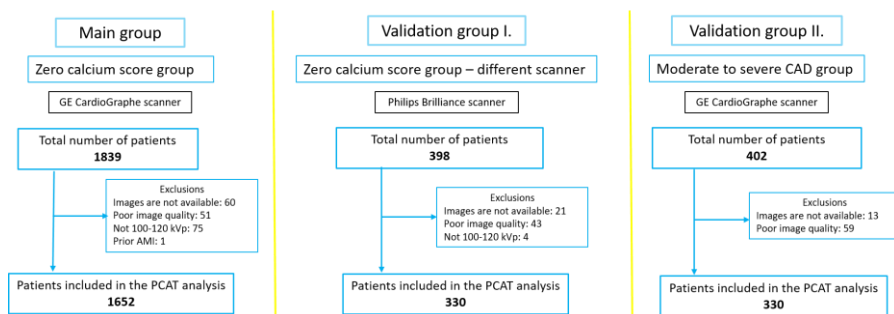 Main group
Zero calcium score group
GE CardioGraphe scanner
Total number of patients
1839
Exclusions
Images are not available: 60
Poor image quality: 51
Not 100-120 kVp: 75
Prior AMI: 1
Patients included in the PCAT analysis
1652
Validation group I.
Zero calcium score group – different scanner
Philips Brilliance scanner
Total number of patients
398
Exclusions
Images are not available: 21
Poor image quality: 43
Not 100-120 kVp: 4
Patients included in the PCAT analysis
330
Validation group II.
Moderate to severe CAD group
GE CardioGraphe scanner
Total number of patients
402
Exclusions
Images are not available: 13
Poor image quality: 59
Patients included in the PCAT analysis
330